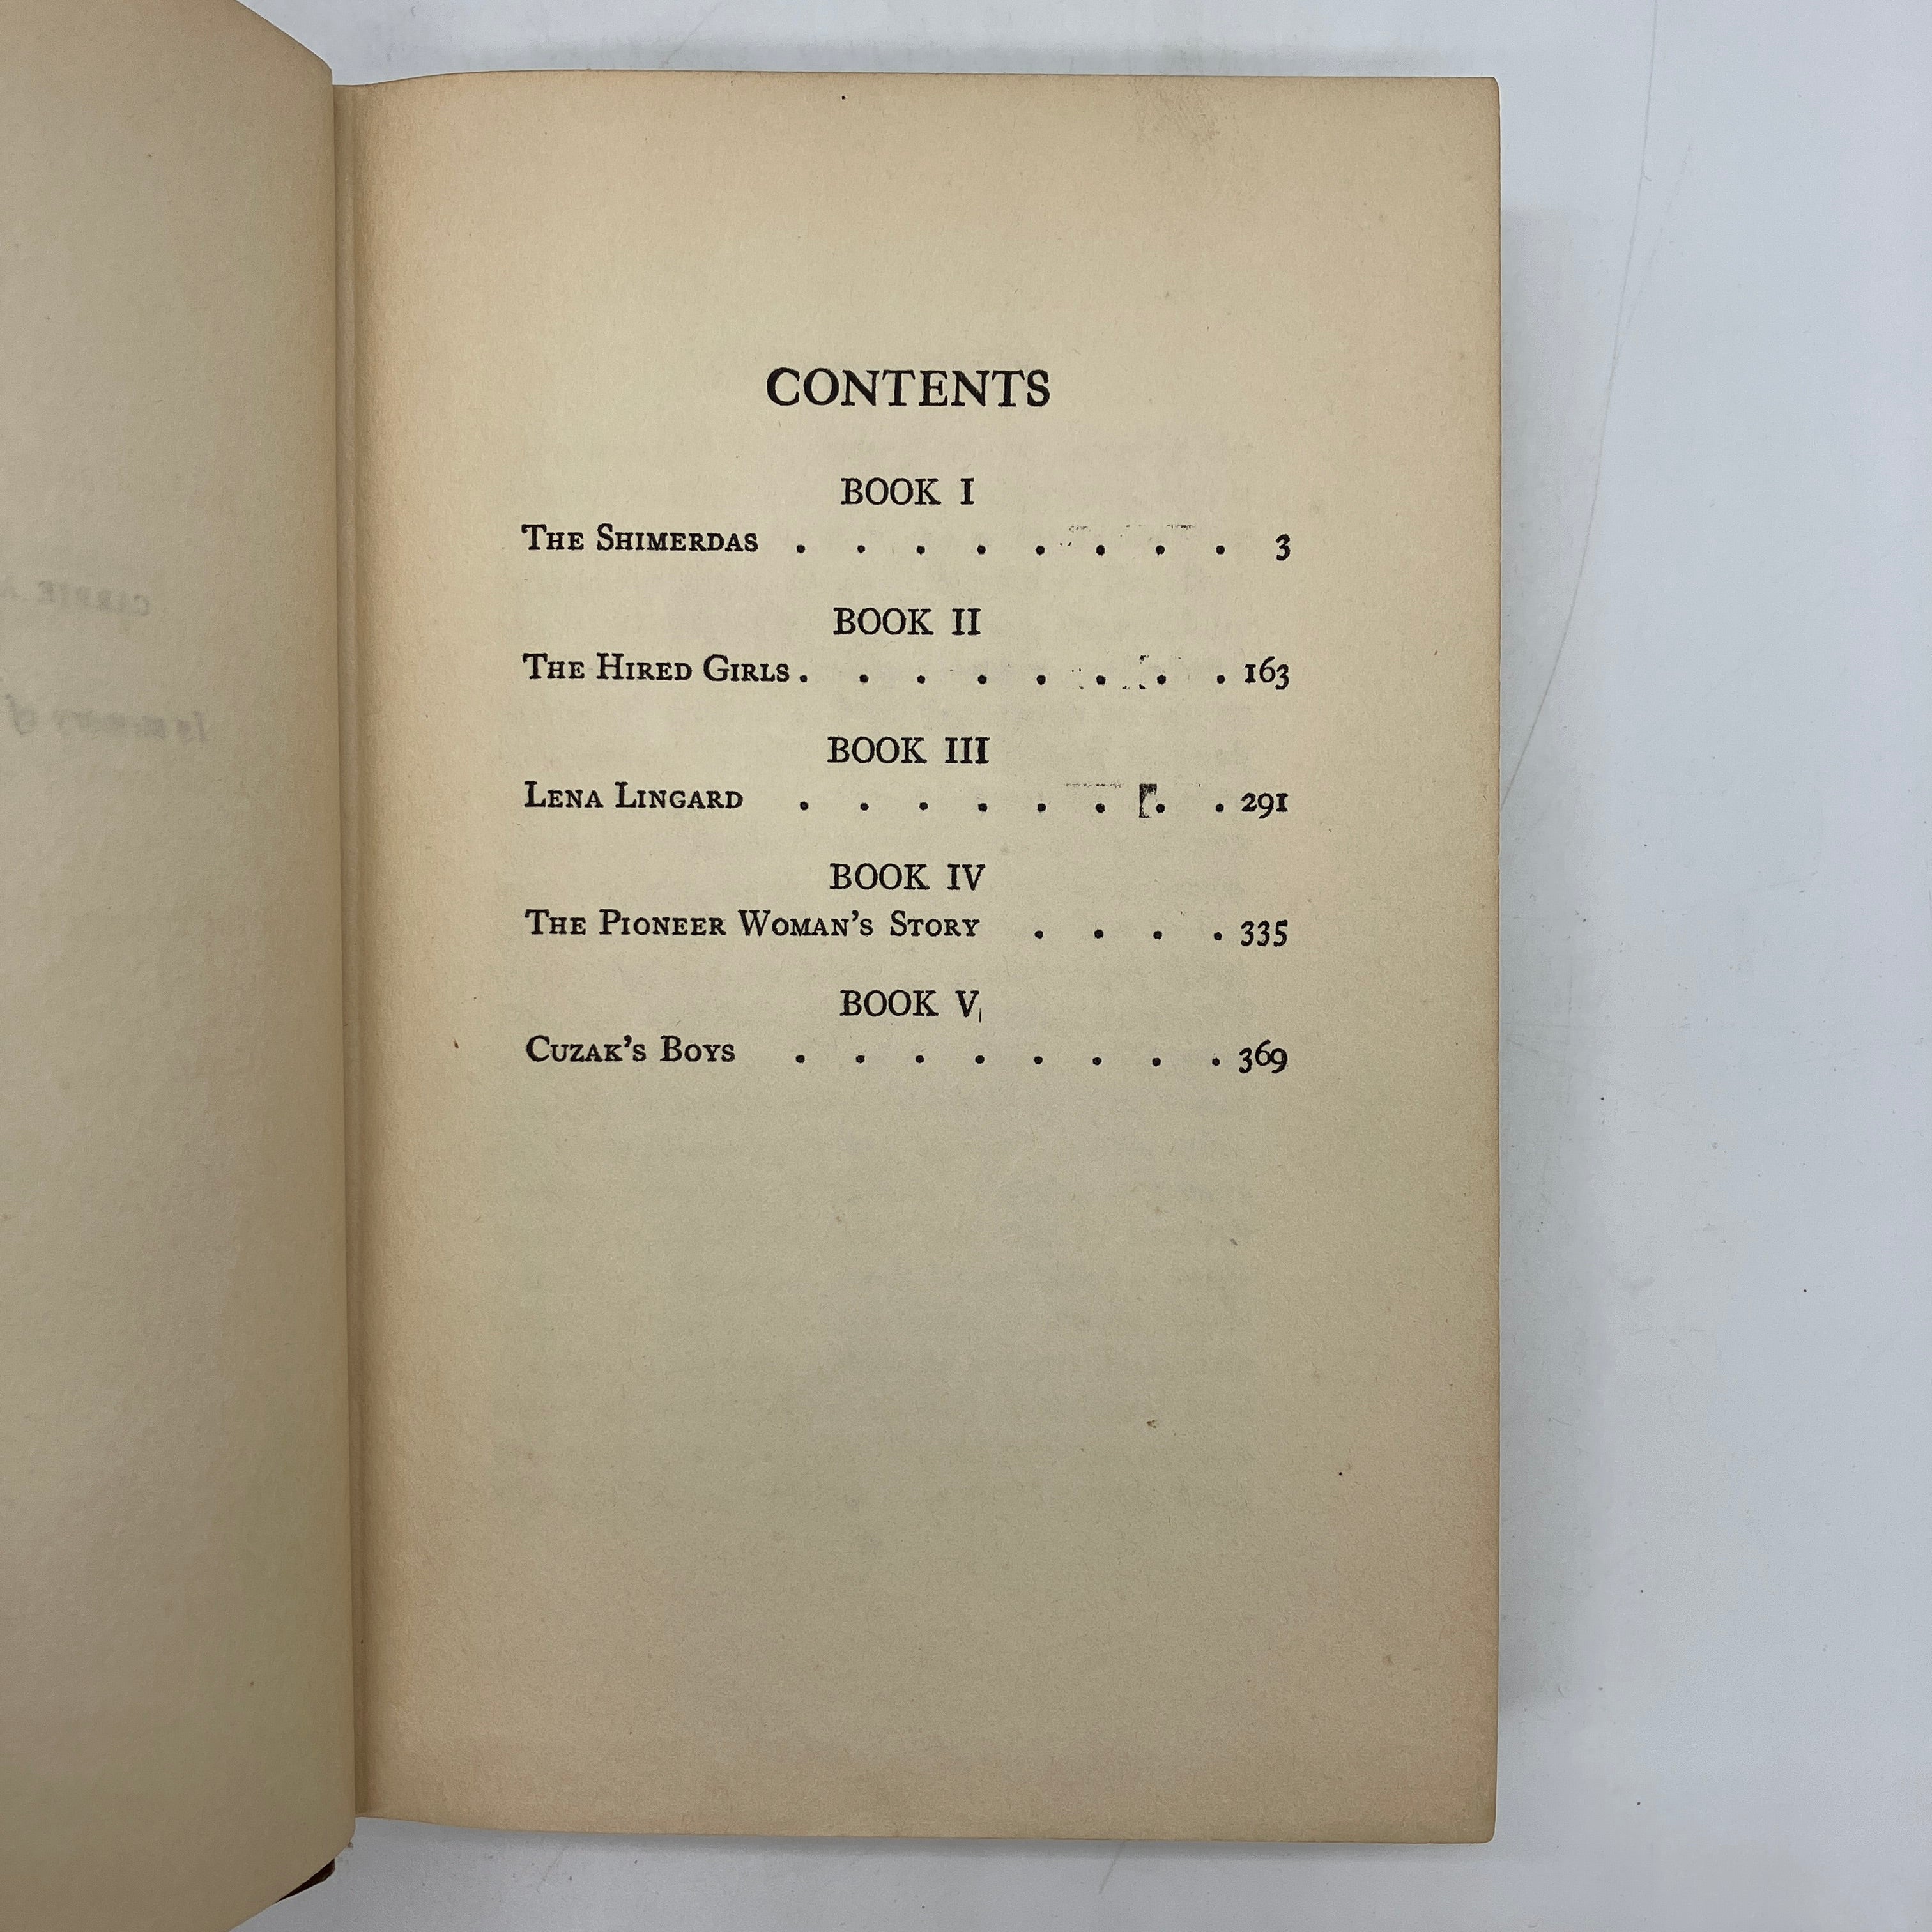 CONTENTS
BOOK I
The Shimerdas . . . . . . . . 3
BOOK II
The Hired Girls . . . . . . . . 163
BOOK III
Lena Lingard . . . . . . . . 291
BOOK IV
The Pioneer Woman's Story . . . . 335
BOOK V
Cuzak's Boys . . . . . . . . 369